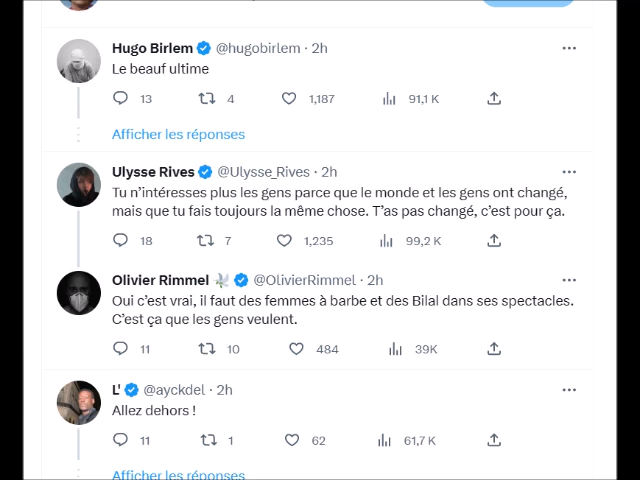 Hugo Birlem @hugobirlem · 2h
Le beauf ultime
13 4 1,187 91,1 K
Afficher les réponses
Ulysse Rives @Ulysse_Rives · 2h
Tu n’intéresses plus les gens parce que le monde et les gens ont changé,
mais que tu fais toujours la même chose. T’as pas changé, c’est pour ça.
18 7 1,235 99,2 K
Olivier Rimmel 🕊 @OlivierRimmel · 2h
Oui c’est vrai, il faut des femmes à barbe et des Bilal dans ses spectacles.
C’est ça que les gens veulent.
11 10 484 39K
L' @ayckdel · 2h
Allez dehors !
11 1 62 61,7 K
Afficher les réponses